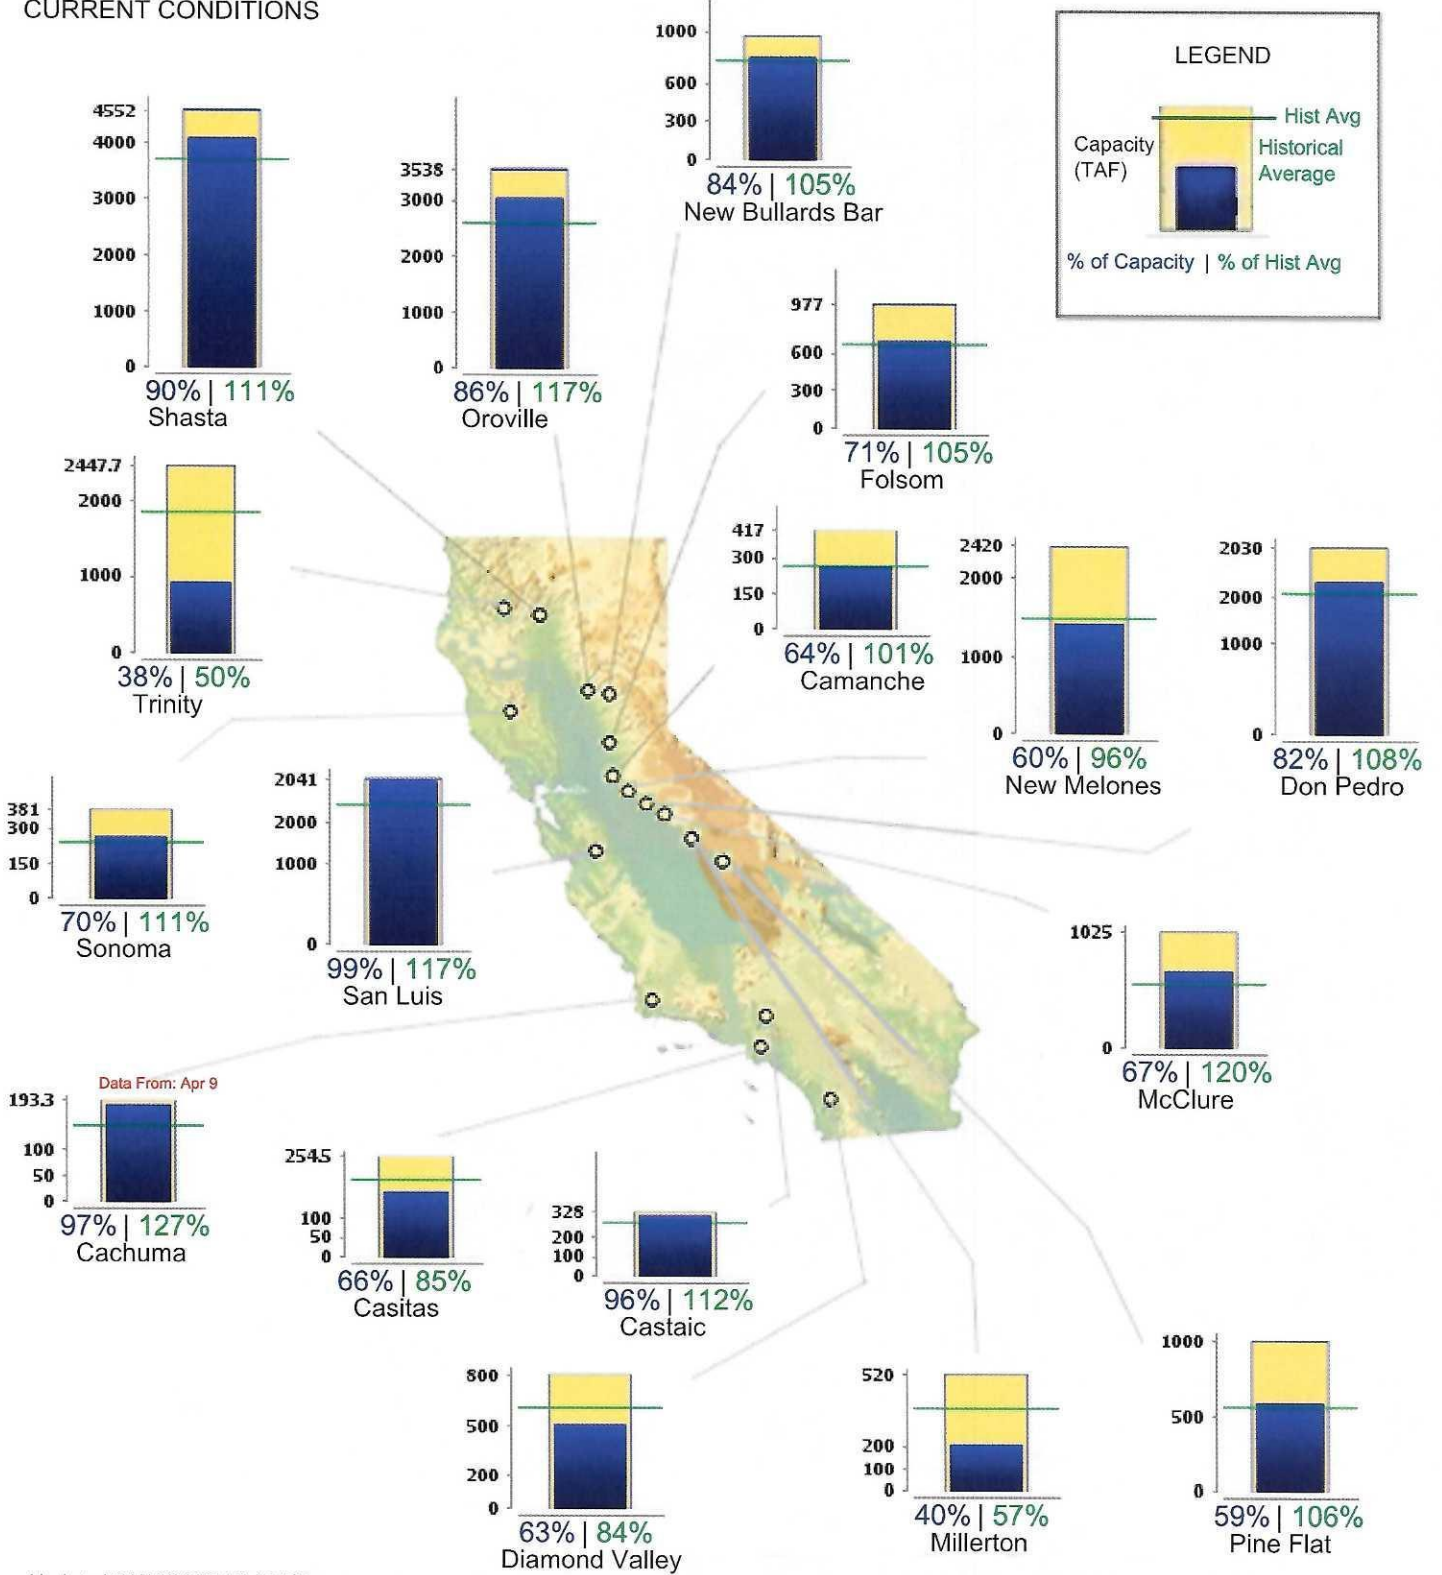 CURRENT CONDITIONS
1000
600
300
0
84% | 105%
New Bullards Bar
LEGEND
Hist Avg
Capacity
(TAF)
Historical
Average
% of Capacity | % of Hist Avg
4552
4000
3000
2000
1000
0
90% | 111%
Shasta
3538
3000
2000
1000
0
86% | 117%
Oroville
977
600
300
0
71% | 105%
Folsom
2447.7
2000
1000
0
38% | 50%
Trinity
417
300
150
0
64% | 101%
Camanche
2420
2000
1000
0
60% | 96%
New Melones
2030
2000
1000
0
82% | 108%
Don Pedro
381
300
150
0
70% | 111%
Sonoma
2041
2000
1000
0
99% | 117%
San Luis
1025
0
67% | 120%
McClure
Data From: Apr 9
193.3
100
50
0
97% | 127%
Cachuma
254.5
100
50
0
66% | 85%
Casitas
328
200
100
0
96% | 112%
Castaic
800
500
200
0
63% | 84%
Diamond Valley
520
200
100
0
40% | 57%
Millerton
1000
500
0
59% | 106%
Pine Flat